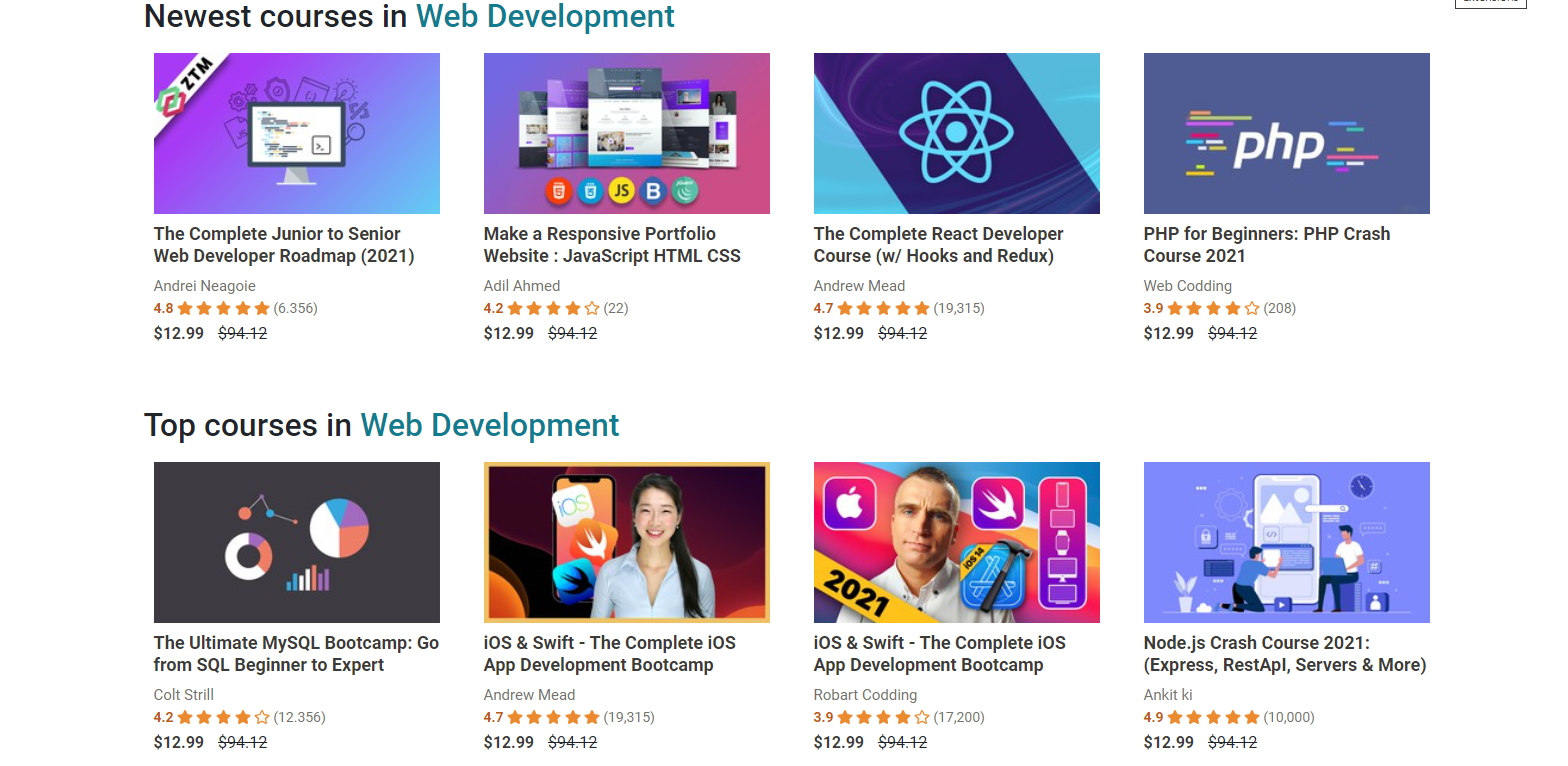 Newest courses in Web Development
ZTM
JS
B
php
The Complete Junior to Senior
Web Developer Roadmap (2021)
Andrei Neagoie
4.8 (6.356)
$12.99 $94.12
Make a Responsive Portfolio
Website : JavaScript HTML CSS
Adil Ahmed
4.2 (22)
$12.99 $94.12
The Complete React Developer
Course (w/ Hooks and Redux)
Andrew Mead
4.7 (19,315)
$12.99 $94.12
PHP for Beginners: PHP Crash
Course 2021
Web Codding
3.9 (208)
$12.99 $94.12
Top courses in Web Development
iOS
2021
iOS 14
The Ultimate MySQL Bootcamp: Go
from SQL Beginner to Expert
Colt Strill
4.2 (12.356)
$12.99 $94.12
iOS & Swift - The Complete iOS
App Development Bootcamp
Andrew Mead
4.7 (19,315)
$12.99 $94.12
iOS & Swift - The Complete iOS
App Development Bootcamp
Robart Codding
3.9 (17,200)
$12.99 $94.12
Node.js Crash Course 2021:
(Express, RestApI, Servers & More)
Ankit ki
4.9 (10,000)
$12.99 $94.12